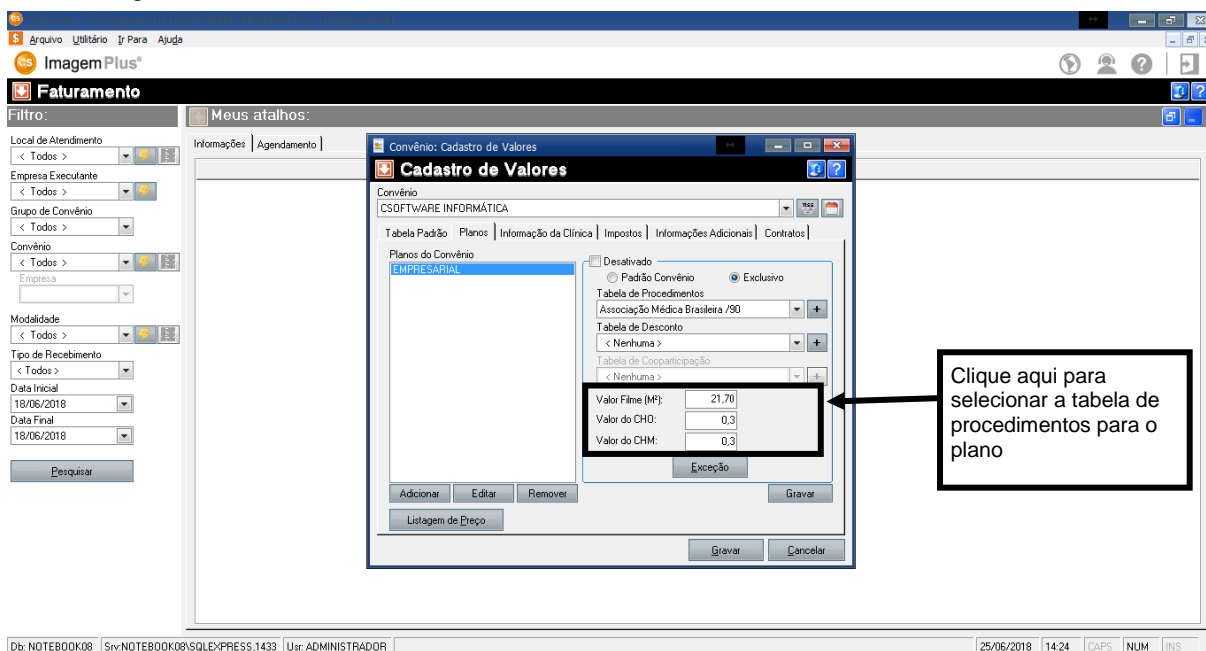 Arquivo Utilitário Ir Para Ajuda
ImagemPlus®
Faturamento
Filtro:
Meus atalhos:
Local de Atendimento
< Todos >
Empresa Executante
< Todos >
Grupo de Convênio
< Todos >
Convênio
< Todos >
Empresa
Modalidade
< Todos >
Tipo de Recebimento
< Todos >
Data Inicial
18/06/2018
Data Final
18/06/2018
Pesquisar
Informações Agendamento
Convênio: Cadastro de Valores
Cadastro de Valores
Convênio
CSOFTWARE INFORMÁTICA
Tabela Padrão Planos Informação da Clínica Impostos Informações Adicionais Contratos
Planos do Convênio
EMPRESARIAL
Desativado
Padrão Convênio Exclusivo
Tabela de Procedimentos
Associação Médica Brasileira /90
Tabela de Desconto
< Nenhuma >
Tabela de Cooparticipação
< Nenhuma >
Valor Filme (M²): 21,70
Valor do CHO: 0,3
Valor do CHM: 0,3
Exceção
Adicionar Editar Remover Gravar
Listagem de Preço
Gravar Cancelar
Clique aqui para
selecionar a tabela de
procedimentos para o
plano
Db: NOTEBOOK08 Srv:NOTEBOOK08\SQLEXPRESS,1433 Usr: ADMINISTRADOR 25/06/2018 14:24 CAPS NUM INS